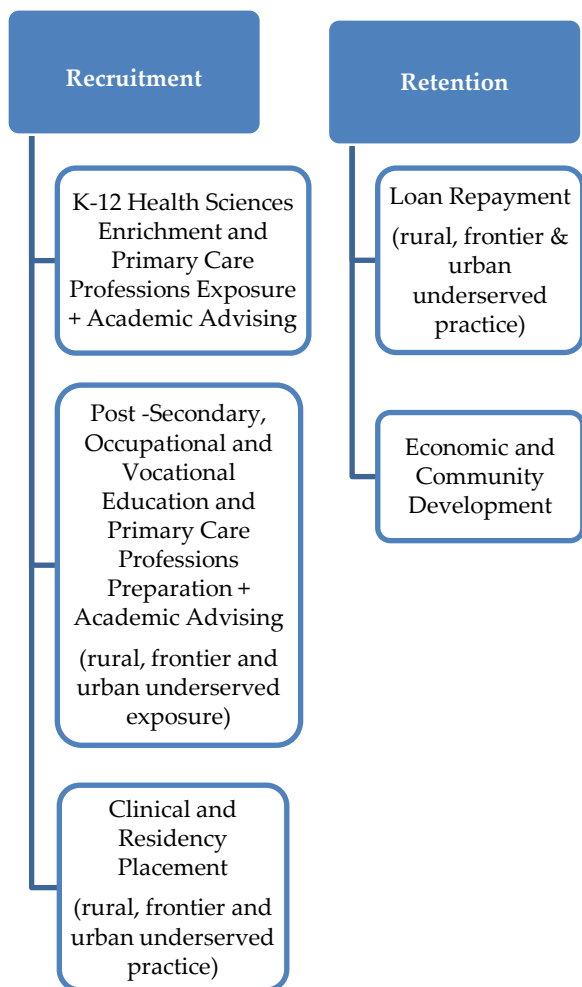 Recruitment
K-12 Health Sciences
Enrichment and
Primary Care
Professions Exposure
+ Academic Advising
Post -Secondary,
Occupational and
Vocational
Education and
Primary Care
Professions
Preparation +
Academic Advising
(rural, frontier and
urban underserved
exposure)
Clinical and
Residency
Placement
(rural, frontier and
urban underserved
practice)
Retention
Loan Repayment
(rural, frontier &
urban
underserved
practice)
Economic and
Community
Development